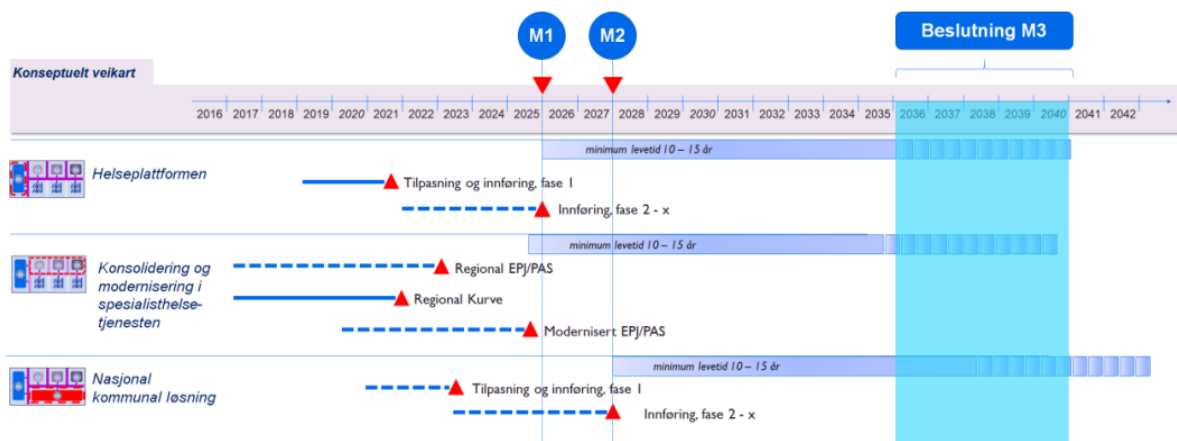 M1
M2
Beslutning M3
Konseptuelt veikart
2016 2017 2018 2019 2020 2021 2022 2023 2024 2025 2026 2027 2028 2029 2030 2031 2032 2033 2034 2035 2036 2037 2038 2039 2040 2041 2042
minimum levetid 10 – 15 år
Helseplattformen
Tilpasning og innføring, fase 1
Innføring, fase 2 - x
minimum levetid 10 – 15 år
Konsolidering og
modernisering i
spesialisthelse-
tjenesten
Regional EPJ/PAS
Regional Kurve
Modernisert EPJ/PAS
minimum levetid 10 – 15 år
Nasjonal
kommunal løsning
Tilpasning og innføring, fase 1
Innføring, fase 2 - x